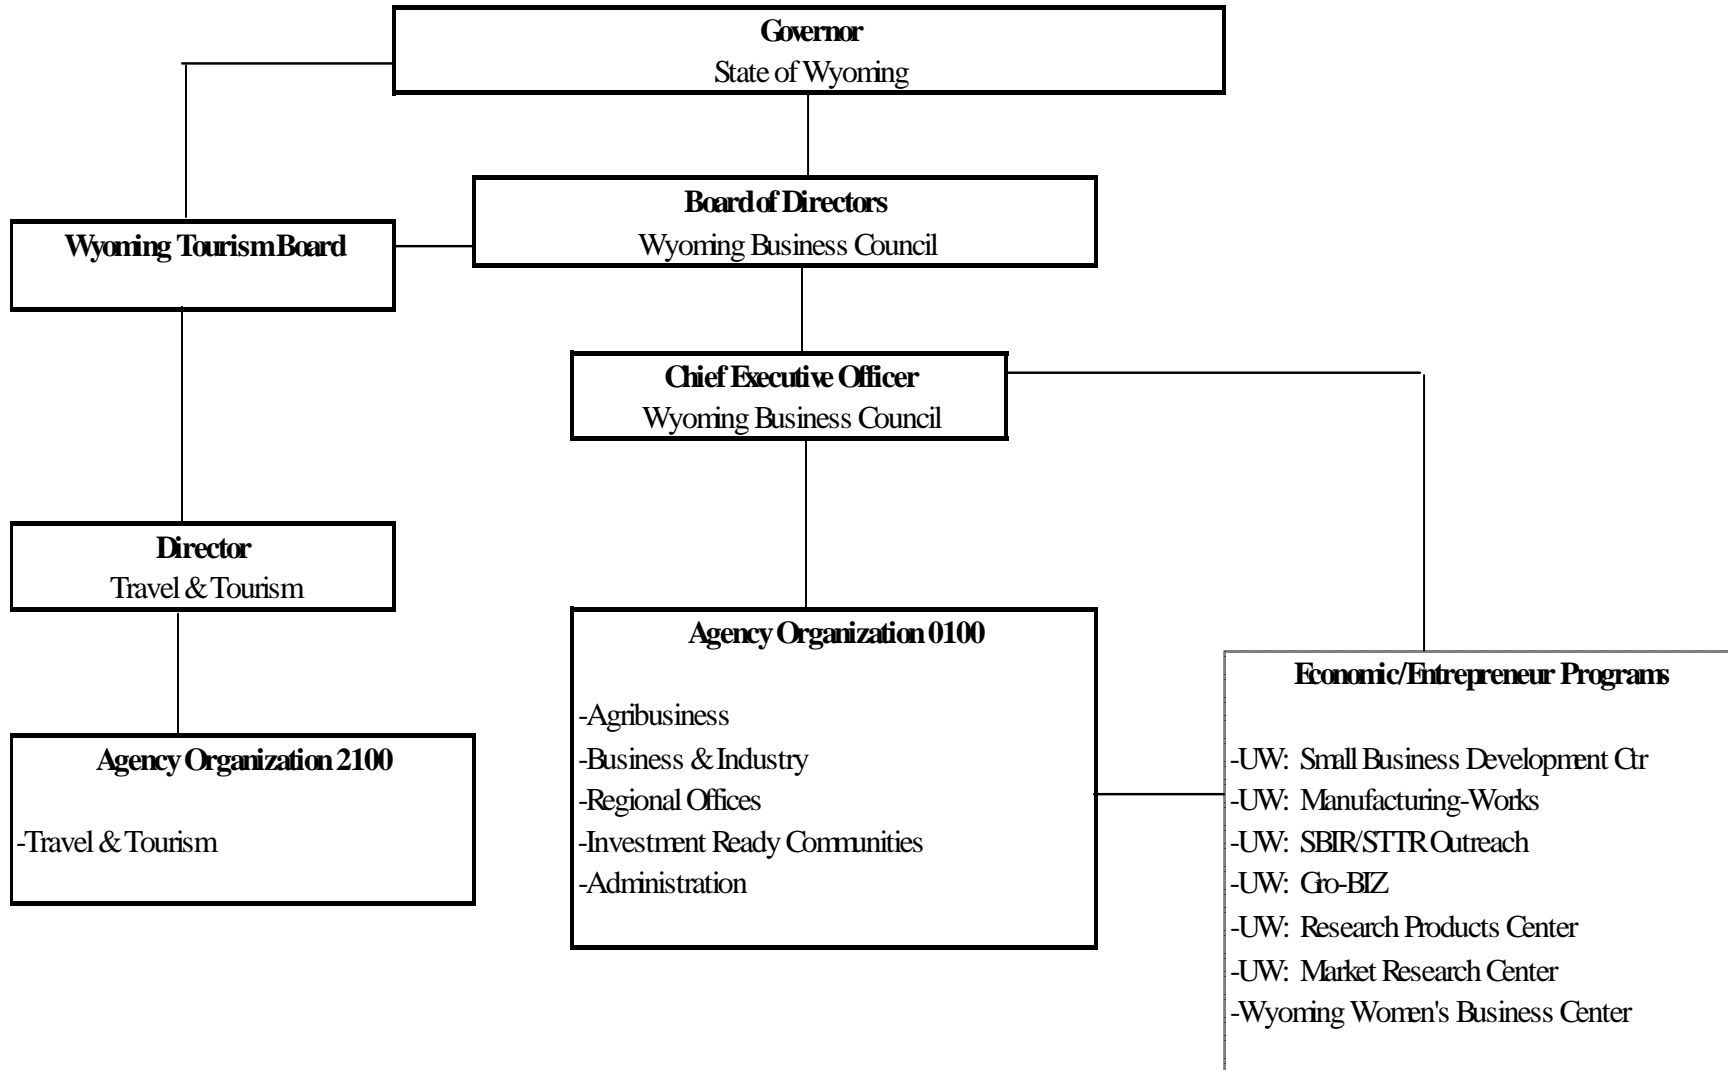 Governor
State of Wyoming
Board of Directors
Wyoming Business Council
Wyoming Tourism Board
Chief Executive Officer
Wyoming Business Council
Director
Travel & Tourism
Agency Organization 0100
-Agribusiness
-Business & Industry
-Regional Offices
-Investment Ready Communities
-Administration
Economic/Entrepreneur Programs
-UW: Small Business Development Ctr
-UW: Manufacturing-Works
-UW: SBIR/STTR Outreach
-UW: Gro-BIZ
-UW: Research Products Center
-UW: Market Research Center
-Wyoming Women's Business Center
Agency Organization 2100
-Travel & Tourism